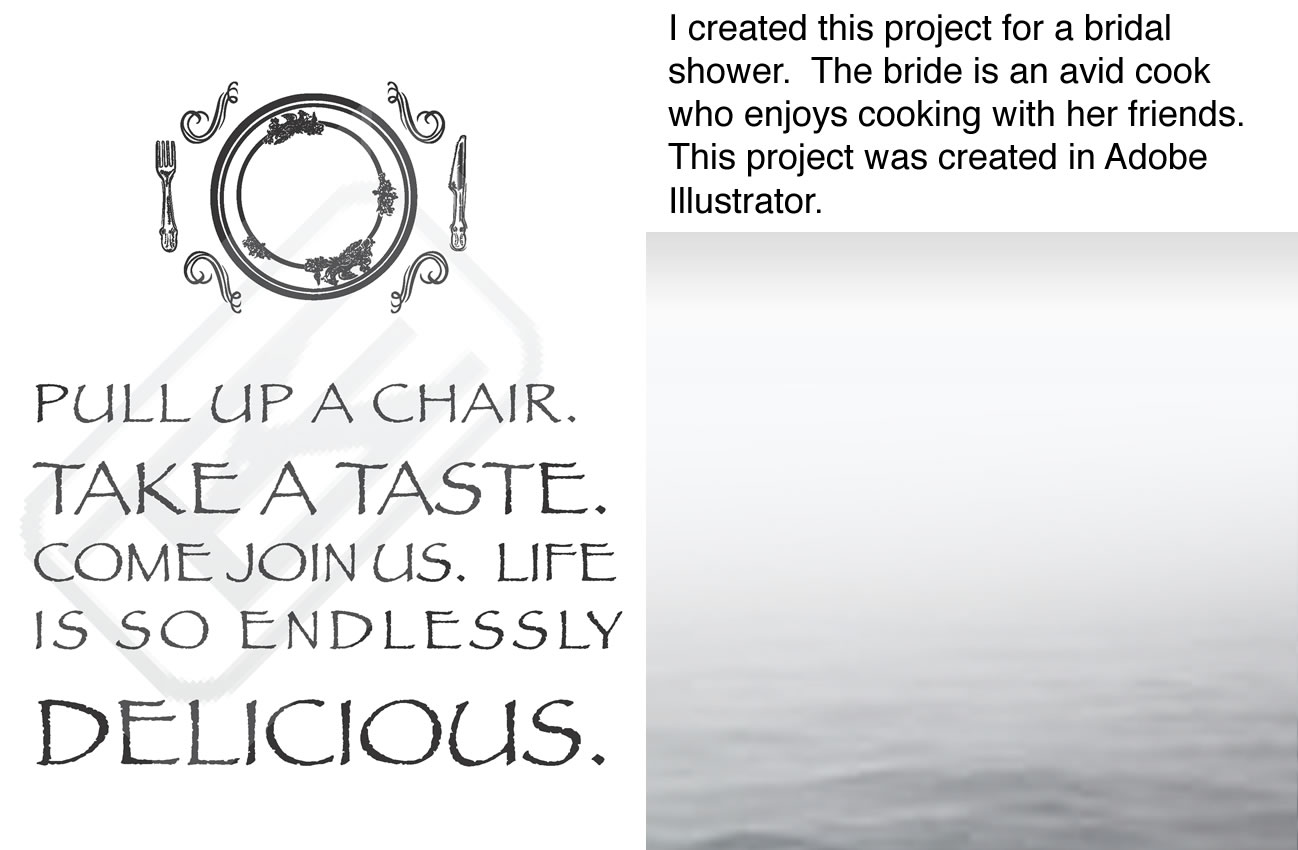 PULL UP A CHAIR.
TAKE A TASTE.
COME JOIN US. LIFE
IS SO ENDLESSLY
DELICIOUS.
I created this project for a bridal
shower. The bride is an avid cook
who enjoys cooking with her friends.
This project was created in Adobe
Illustrator.